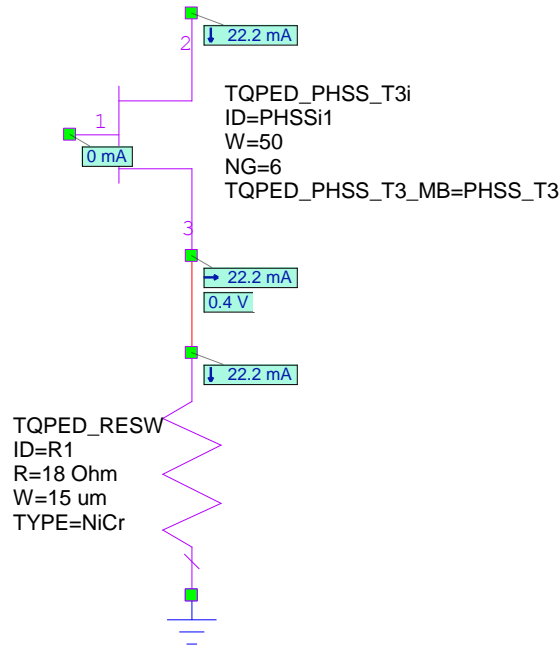 22.2 mA
2
TQPED_PHSS_T3i
ID=PHSSi1
W=50
NG=6
TQPED_PHSS_T3_MB=PHSS_T3
1
0 mA
3
22.2 mA
0.4 V
22.2 mA
TQPED_RESW
ID=R1
R=18 Ohm
W=15 um
TYPE=NiCr